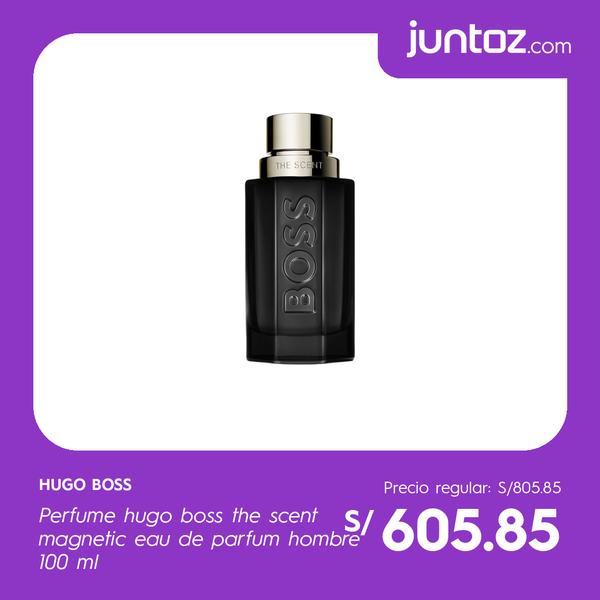 juntoz.com
THE SCENT
BOSS
HUGO BOSS
Perfume hugo boss the scent
magnetic eau de parfum hombre
100 ml
Precio regular: S/805.85
S/ 605.85